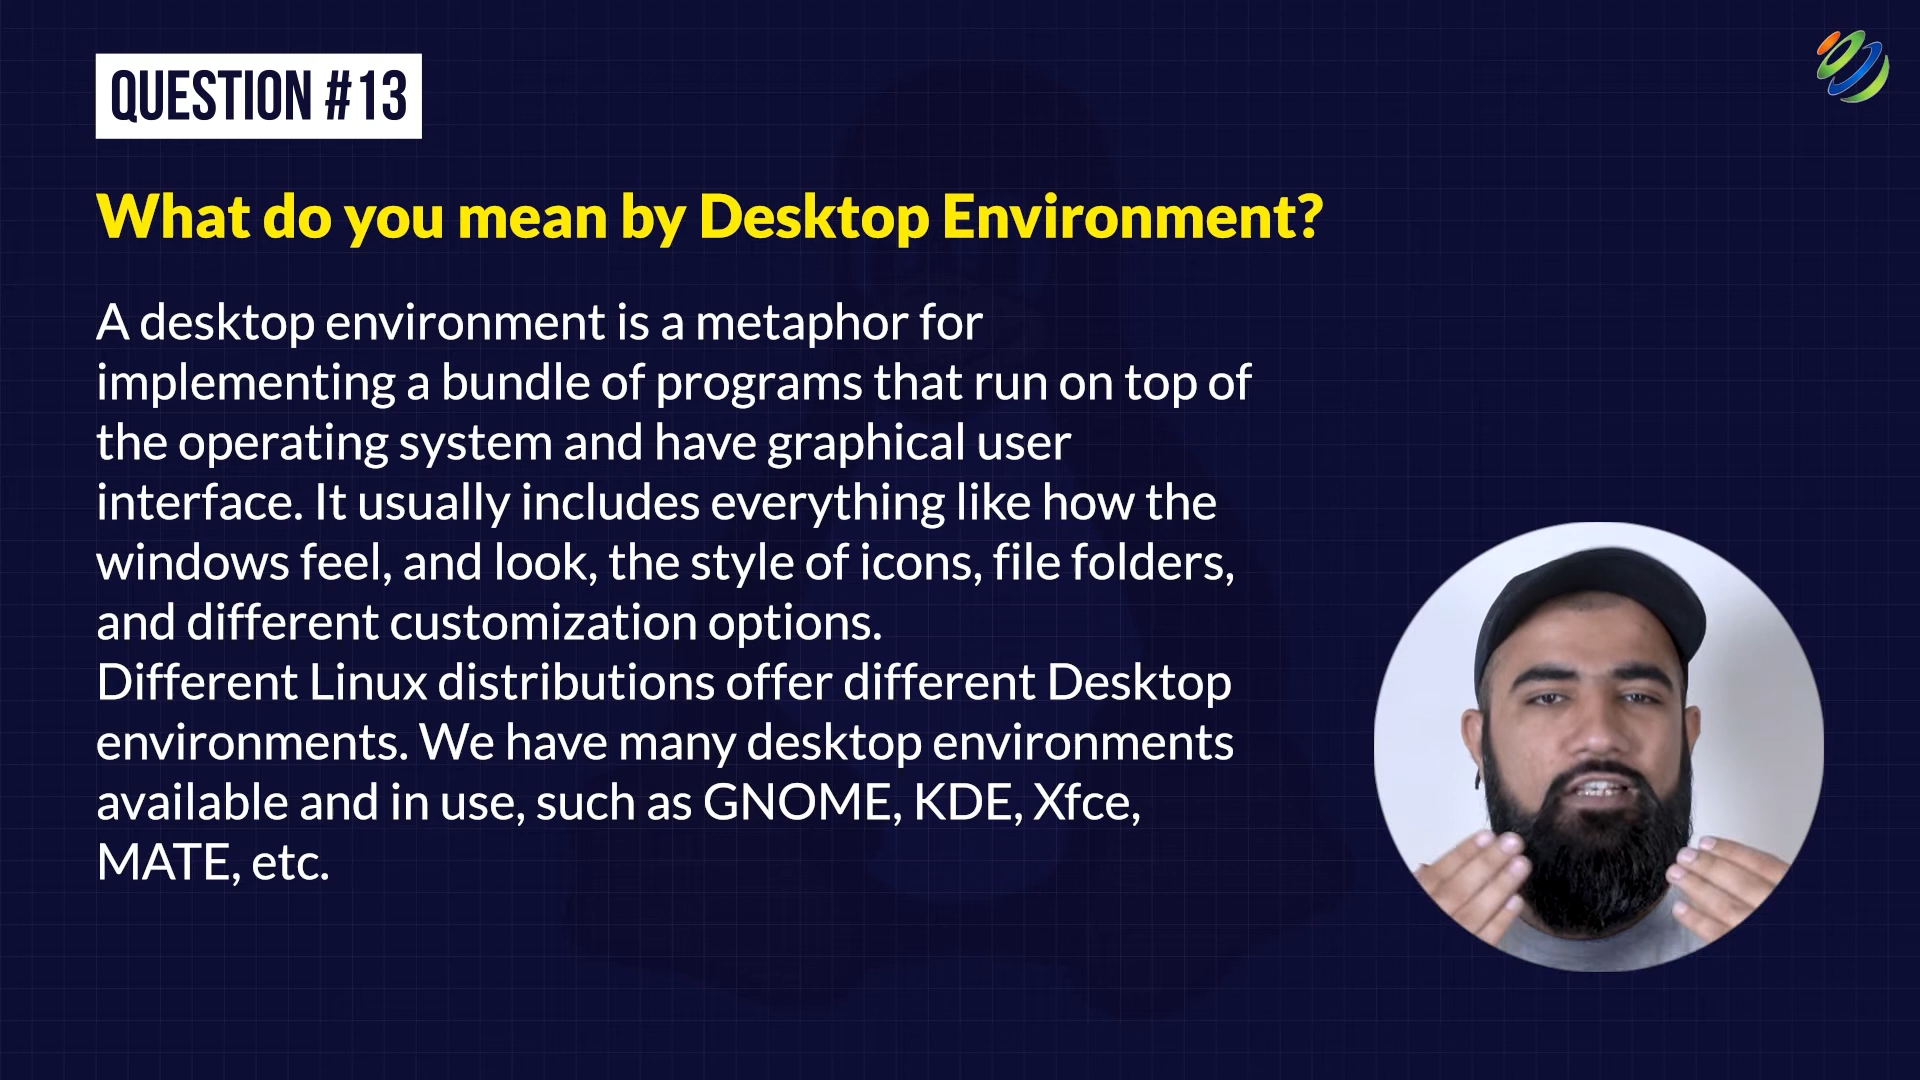 QUESTION #13
What do you mean by Desktop Environment?
A desktop environment is a metaphor for
implementing a bundle of programs that run on top of
the operating system and have graphical user
interface. It usually includes everything like how the
windows feel, and look, the style of icons, file folders,
and different customization options.
Different Linux distributions offer different Desktop
environments. We have many desktop environments
available and in use, such as GNOME, KDE, Xfce,
MATE, etc.